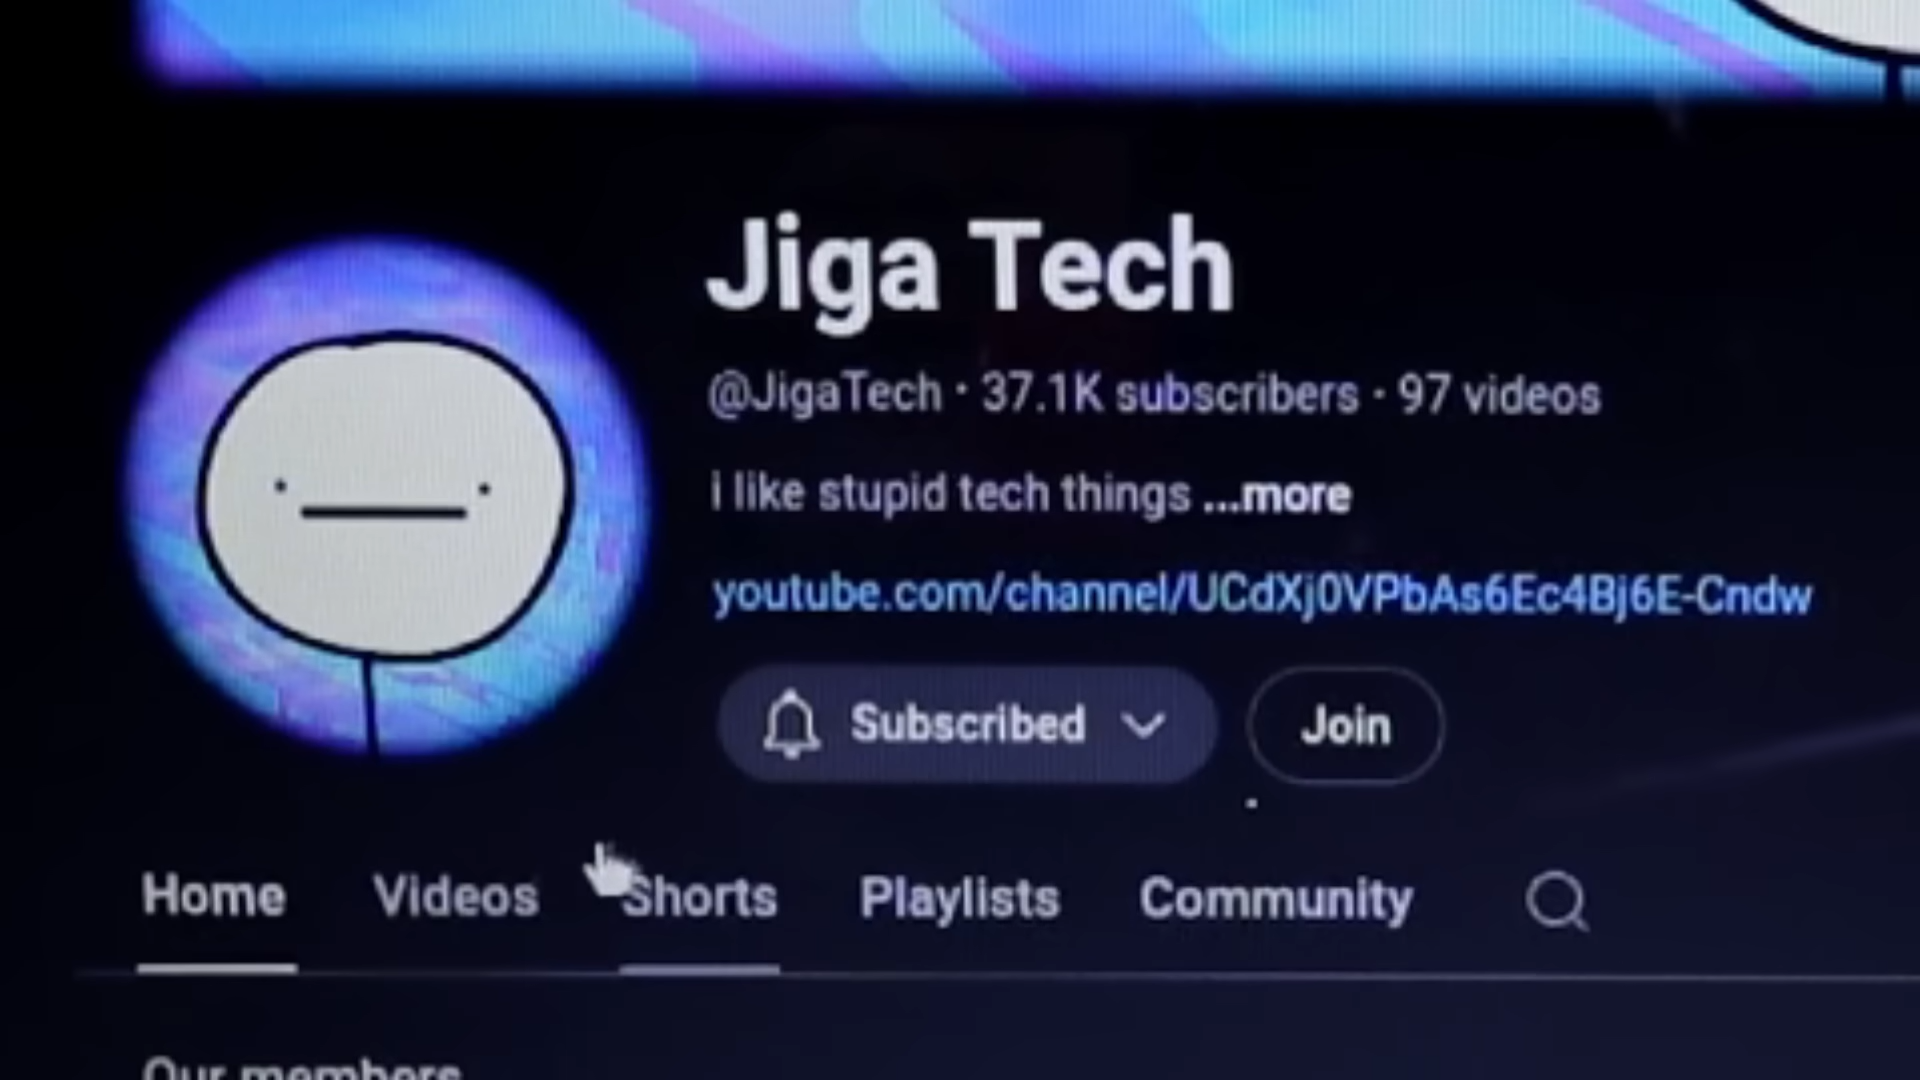 Jiga Tech
@JigaTech · 37.1K subscribers · 97 videos
i like stupid tech things ...more
youtube.com/channel/UCdXj0VPbAs6Ec4Bj6E-Cndw
Subscribed Join
Home Videos Shorts Playlists Community
Our members